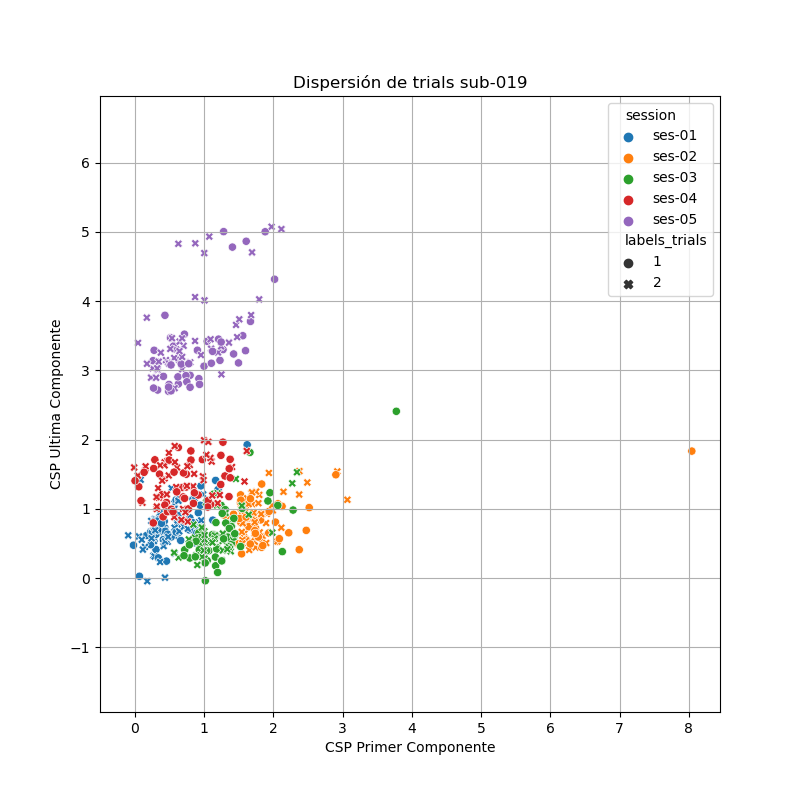 Dispersión de trials sub-019
session
ses-01
ses-02
ses-03
ses-04
ses-05
labels_trials
1
2
6
5
4
3
2
1
0
−1
CSP Ultima Componente
0 1 2 3 4 5 6 7 8
CSP Primer Componente